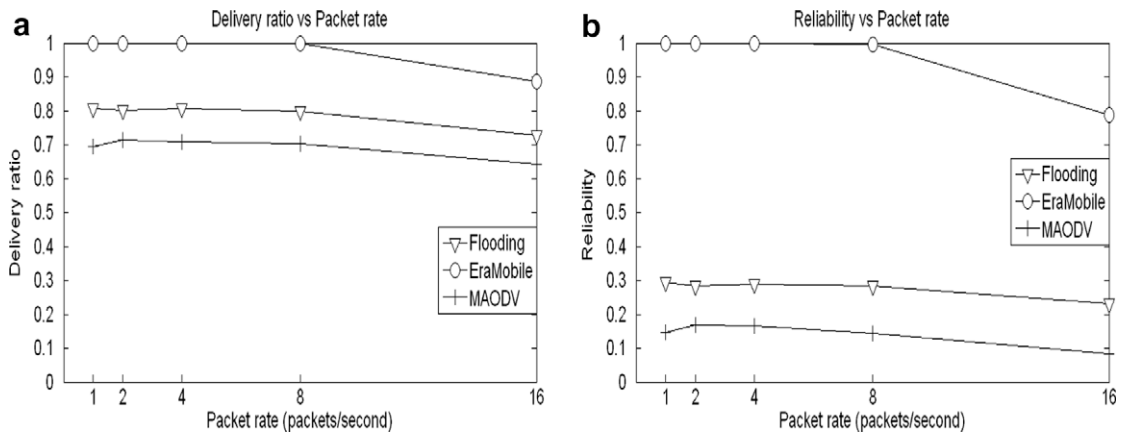 a
Delivery ratio vs Packet rate
1
0.9
0.8
0.7
0.6
0.5
0.4
0.3
0.2
0.1
0
Delivery ratio
Flooding
EraMobile
MAODV
1 2 4 8 16
Packet rate (packets/second)
b
Reliability vs Packet rate
1
0.9
0.8
0.7
0.6
0.5
0.4
0.3
0.2
0.1
0
Reliability
Flooding
EraMobile
MAODV
1 2 4 8 16
Packet rate (packets/second)